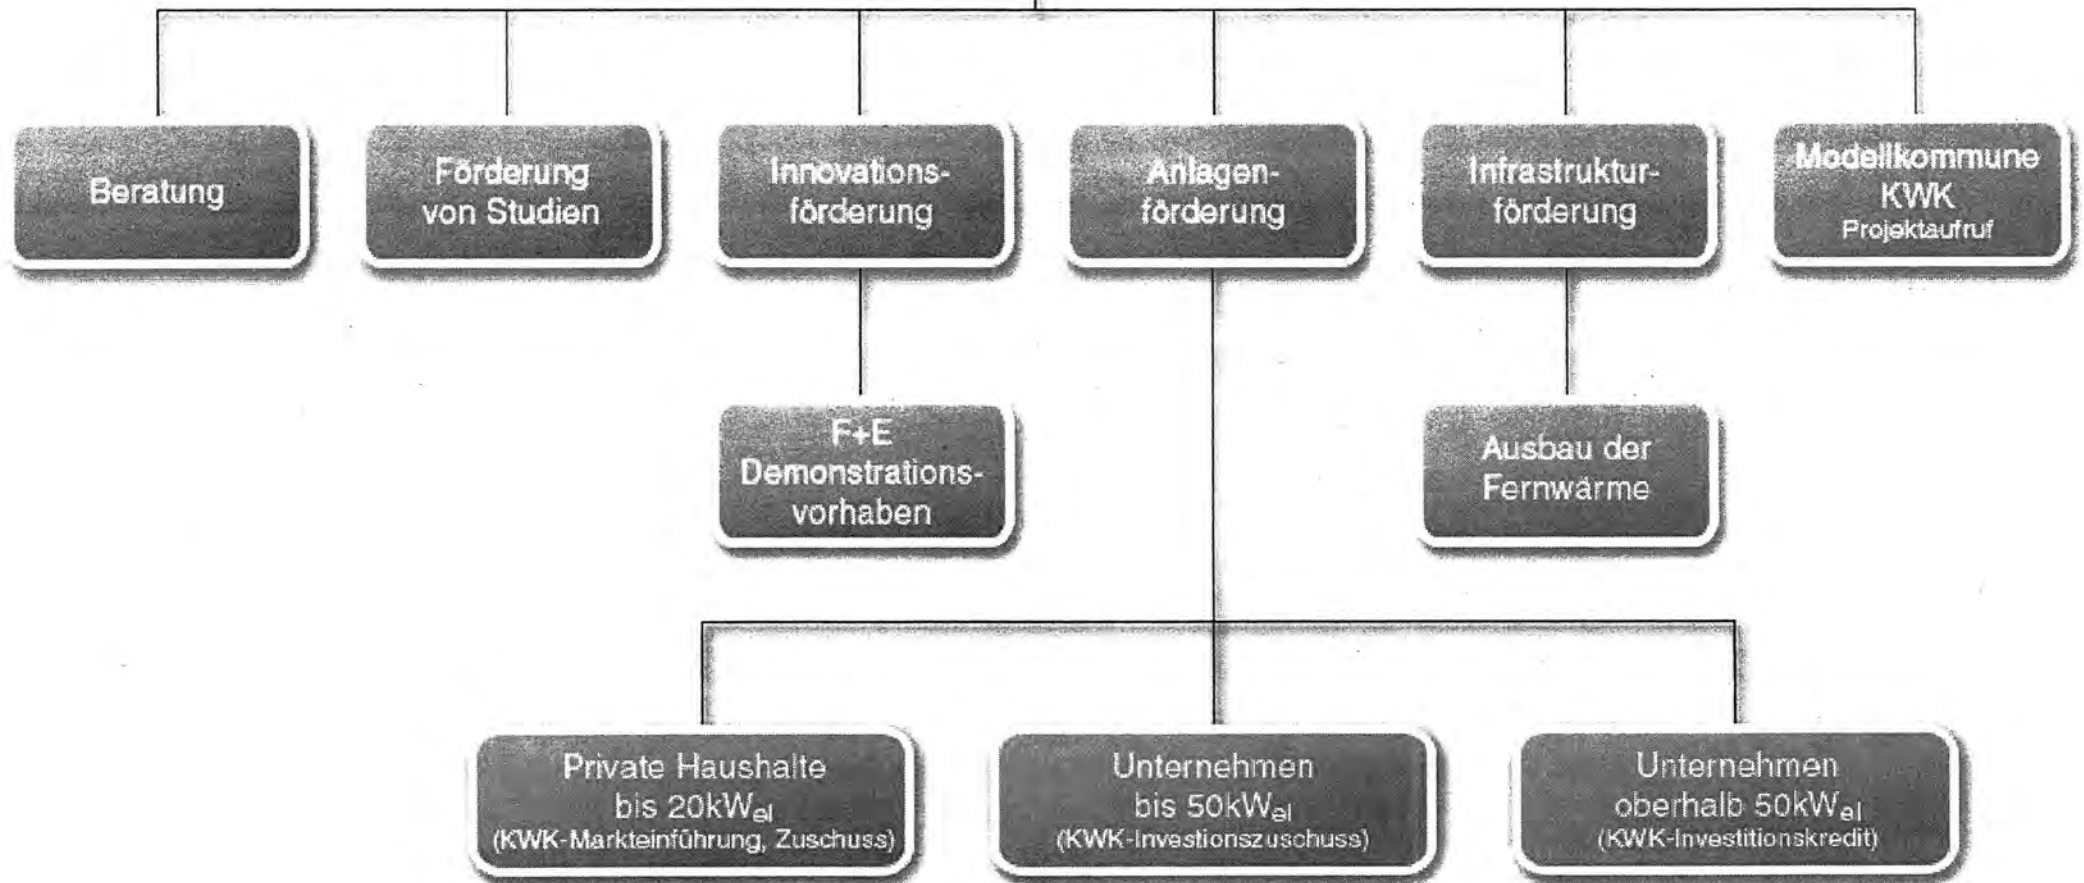 Beratung
Förderung
von Studien
Innovations-
förderung
Anlagen-
förderung
Infrastruktur-
förderung
Modellkommune
KWK
Projektaufruf
F+E
Demonstrations-
vorhaben
Ausbau der
Fernwärme
Private Haushalte
bis 20kWel
(KWK-Markteinführung, Zuschuss)
Unternehmen
bis 50kWel
(KWK-Investionszuschuss)
Unternehmen
oberhalb 50kWel
(KWK-Investitionskredit)